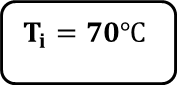 Tᵢ = 70℃